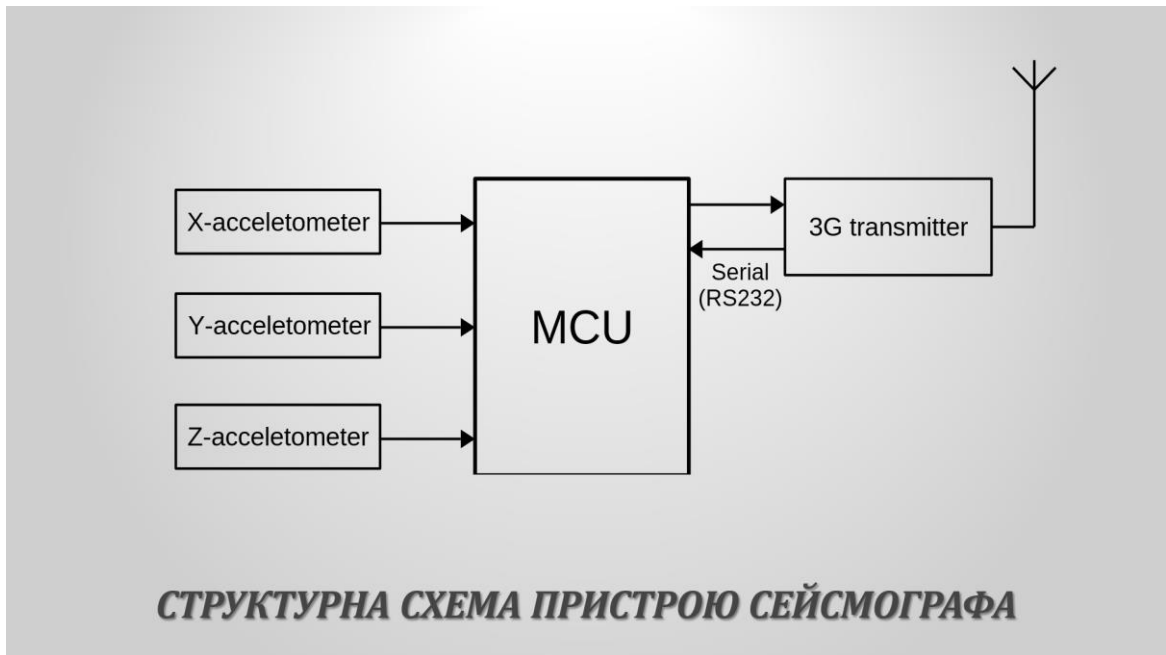 X-acceletometer
Y-acceletometer
Z-acceletometer
MCU
3G transmitter
Serial
(RS232)
СТРУКТУРНА СХЕМА ПРИСТРОЮ СЕЙСМОГРАФА